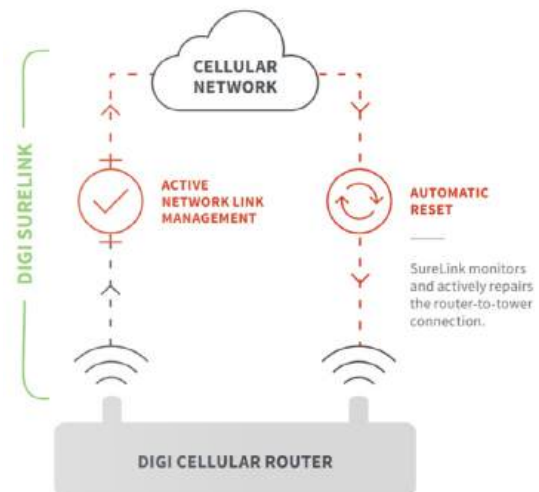 CELLULAR
NETWORK
DIGI SURELINK
ACTIVE
NETWORK LINK
MANAGEMENT
AUTOMATIC
RESET
SureLink monitors
and actively repairs
the router-to-tower
connection.
DIGI CELLULAR ROUTER